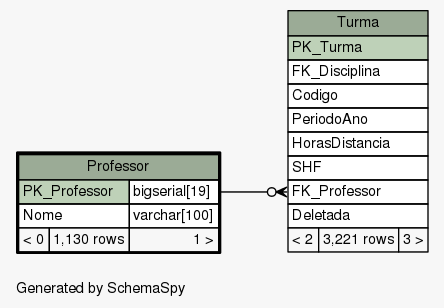 Turma
PK_Turma
FK_Disciplina
Codigo
PeriodoAno
HorasDistancia
SHF
FK_Professor
Deletada
< 2 3,221 rows 3 >
Professor
PK_Professor bigserial[19]
Nome varchar[100]
< 0 1,130 rows 1 >
Generated by SchemaSpy